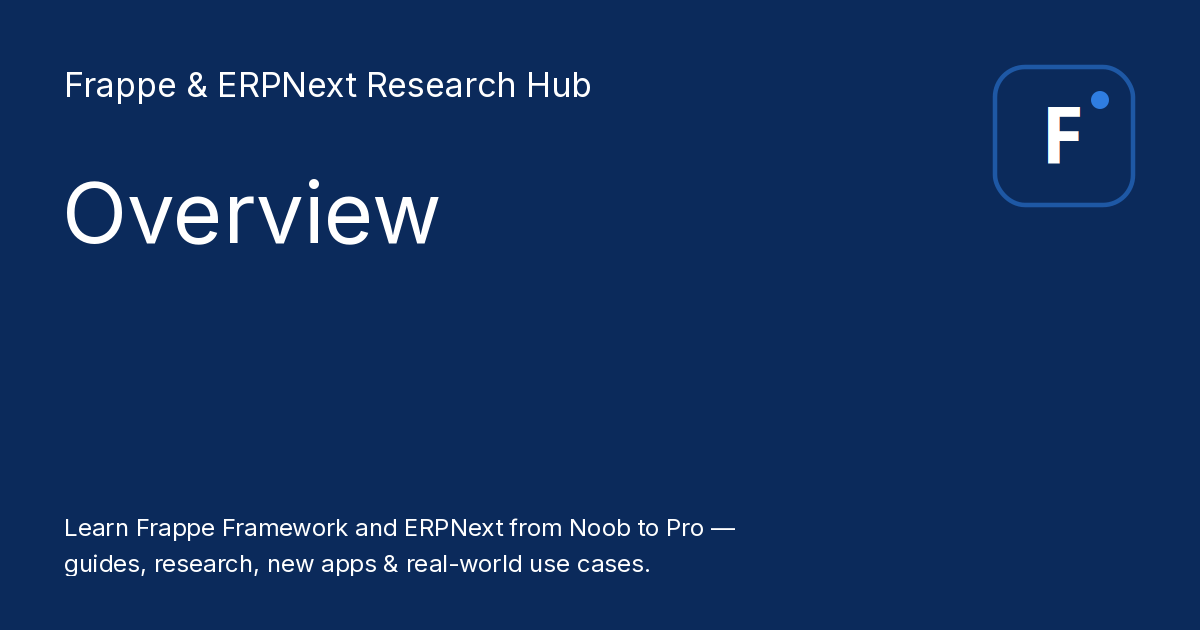 Frappe & ERPNext Research Hub
F
Overview
Learn Frappe Framework and ERPNext from Noob to Pro —
guides, research, new apps & real-world use cases.